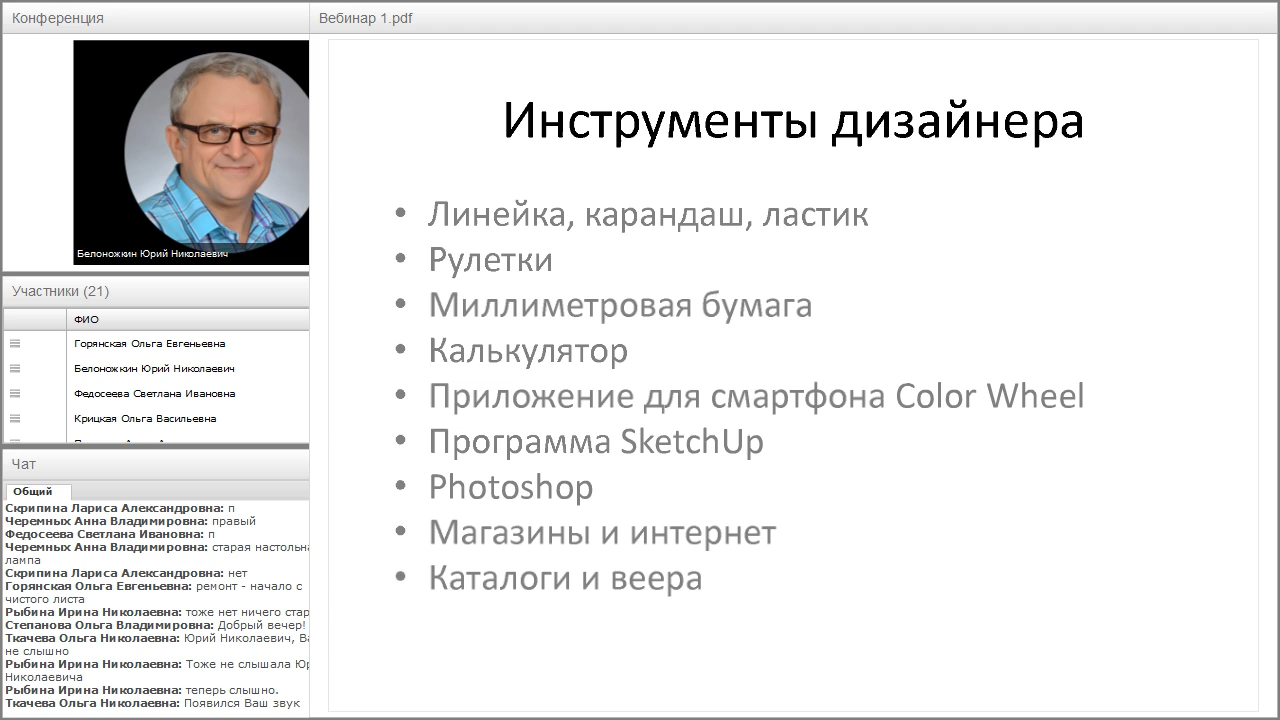 Конференция
Белоножкин Юрий Николаевич
Участники (21)
ФИО
Горянская Ольга Евгеньевна
Белоножкин Юрий Николаевич
Федосеева Светлана Ивановна
Крицкая Ольга Васильевна
Чат
Общий
Скрипина Лариса Александровна: п
Черемных Анна Владимировна: правый
Федосеева Светлана Ивановна: п
Черемных Анна Владимировна: старая настольна
лампа
Скрипина Лариса Александровна: нет
Горянская Ольга Евгеньевна: ремонт - начало с
чистого листа
Рыбина Ирина Николаевна: тоже нет ничего стар
Степанова Ольга Владимировна: Добрый вечер!
Ткачева Ольга Николаевна: Юрий Николаевич, Ва
не слышно
Рыбина Ирина Николаевна: Тоже не слышала Юр
Николаевича
Рыбина Ирина Николаевна: теперь слышно.
Ткачева Ольга Николаевна: Появился Ваш звук
Вебинар 1.pdf
Инструменты дизайнера
• Линейка, карандаш, ластик
• Рулетки
• Миллиметровая бумага
• Калькулятор
• Приложение для смартфона Color Wheel
• Программа SketchUp
• Photoshop
• Магазины и интернет
• Каталоги и веера